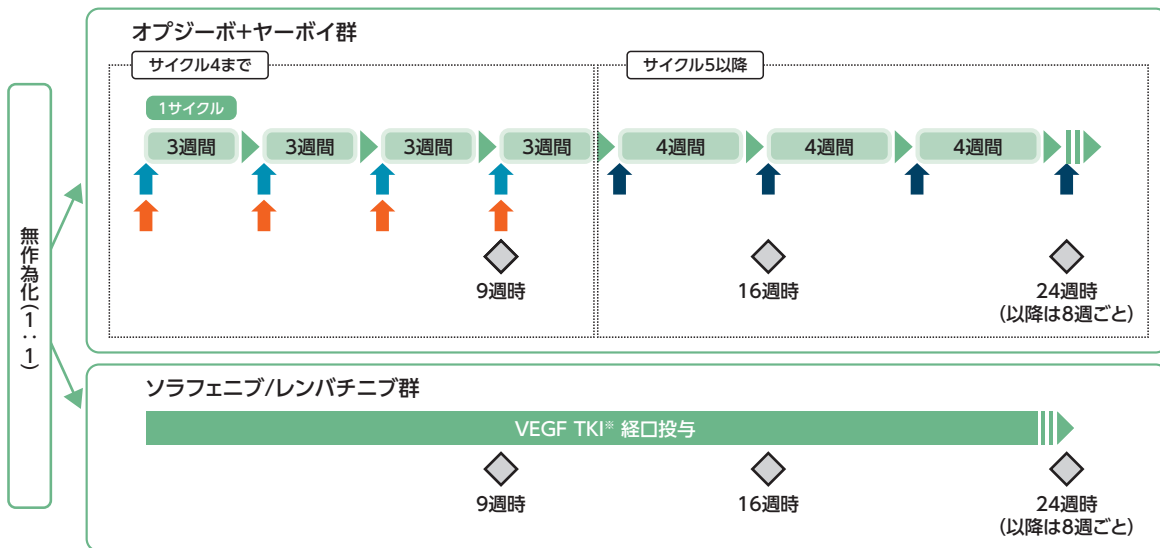 無作為化(1:1)
オプジーボ+ヤーボイ群
サイクル4まで
サイクル5以降
1サイクル
3週間 3週間 3週間 3週間 4週間 4週間 4週間
9週時 16週時 24週時
(以降は8週ごと)
ソラフェニブ/レンバチニブ群
VEGF TKI※ 経口投与
9週時 16週時 24週時
(以降は8週ごと)